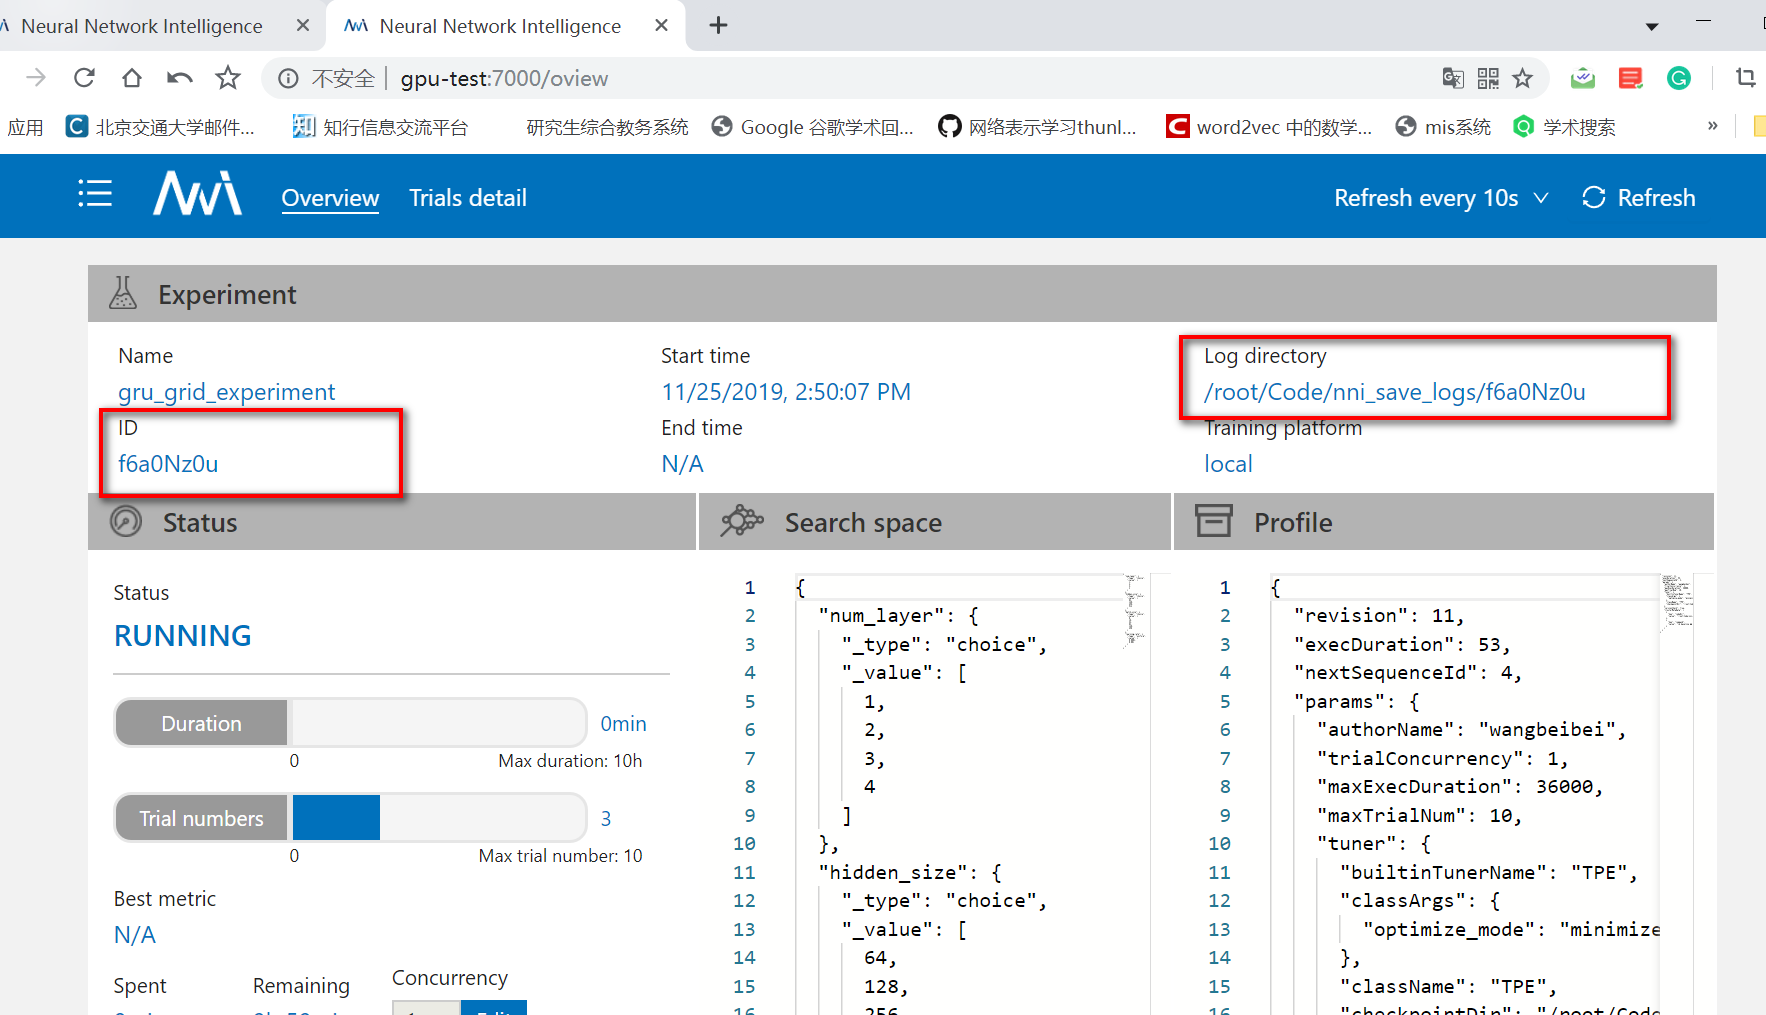 Neural Network Intelligence
Neural Network Intelligence
不安全 gpu-test:7000/oview
应用
北京交通大学邮件...
知行信息交流平台
研究生综合教务系统
Google 谷歌学术回...
网络表示学习thunl...
word2vec 中的数学...
mis系统
学术搜索
»
Overview
Trials detail
Refresh every 10s
Refresh
Experiment
Name
gru_grid_experiment
Start time
11/25/2019, 2:50:07 PM
Log directory
/root/Code/nni_save_logs/f6a0Nz0u
ID
f6a0Nz0u
End time
N/A
Training platform
local
Status
Search space
Profile
Status
RUNNING
Duration
0min
0
Max duration: 10h
Trial numbers
3
0
Max trial number: 10
Best metric
N/A
Spent
Remaining
Concurrency
Edit
1 {
2 "num_layer": {
3 "_type": "choice",
4 "_value": [
5 1,
6 2,
7 3,
8 4
9 ]
10 },
11 "hidden_size": {
12 "_type": "choice",
13 "_value": [
14 64,
15 128,
16 256
1 {
2 "revision": 11,
3 "execDuration": 53,
4 "nextSequenceId": 4,
5 "params": {
6 "authorName": "wangbeibei",
7 "trialConcurrency": 1,
8 "maxExecDuration": 36000,
9 "maxTrialNum": 10,
10 "tuner": {
11 "builtinTunerName": "TPE",
12 "classArgs": {
13 "optimize_mode": "minimize
14 },
15 "className": "TPE",
16 "checkpointDir": "/root/Code